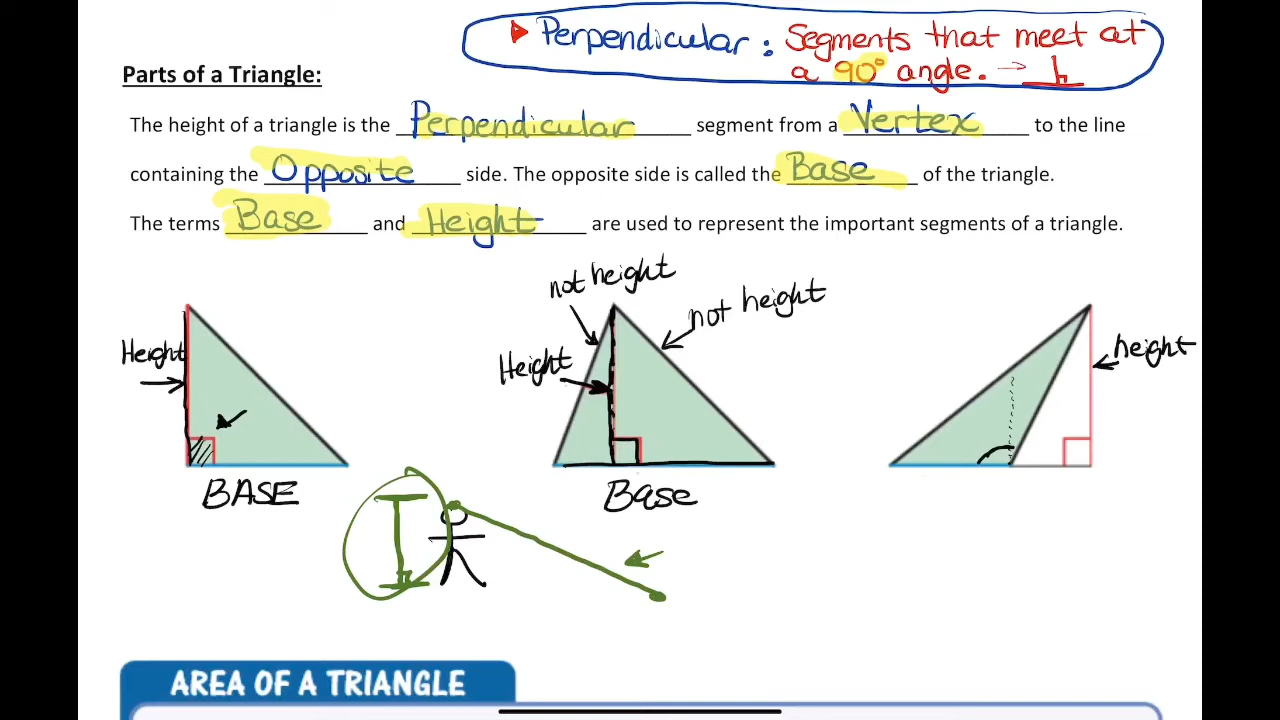 ▸ Perpendicular: Segments that meet at
a 90° angle. →
Parts of a Triangle:
The height of a triangle is the Perpendicular segment from a Vertex to the line
containing the Opposite side. The opposite side is called the Base of the triangle.
The terms Base and Height are used to represent the important segments of a triangle.
not height
not height
Height
Height
height
BASE
Base
AREA OF A TRIANGLE